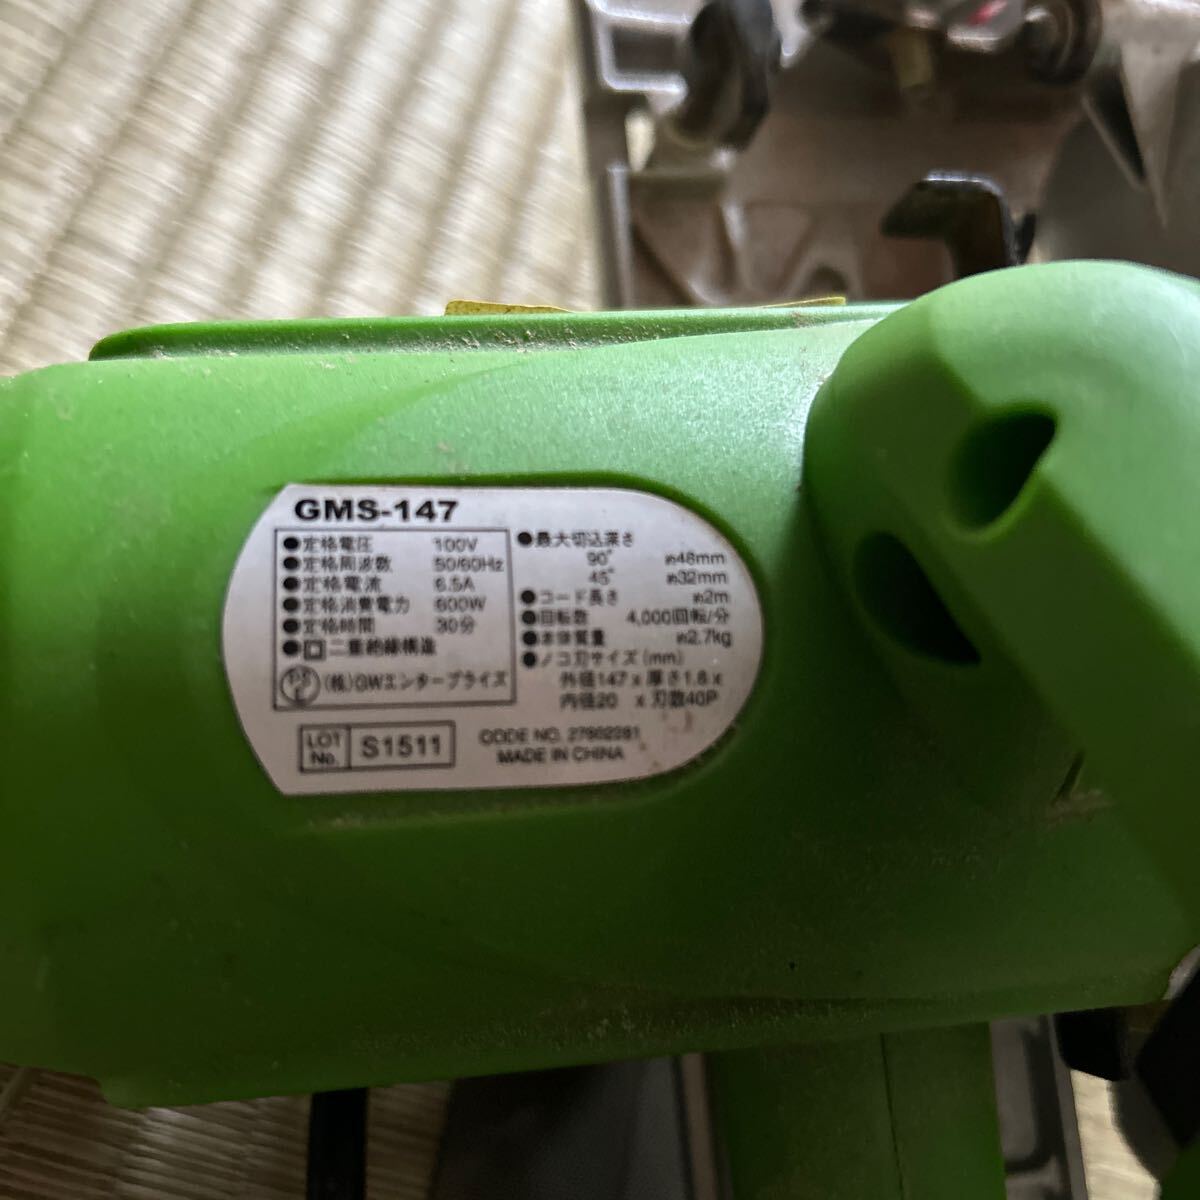 GMS-147
●定格電圧 100V
●定格周波数 50/60Hz
●定格電流 6.5A
●定格消費電力 600W
●定格時間 30分
●回 二重絶縁構造
PSE (株)GWエンタープライズ
●最大切込深さ
90° 約48mm
45° 約32mm
●コード長さ 約2m
●回転数 4,000回転/分
●本体質量 約2.7kg
●ノコ刃サイズ(mm)
外径147 x 厚さ1.8 x
内径20 x 刃数40P
LOT No. S1511
CODE NO. 27602281
MADE IN CHINA